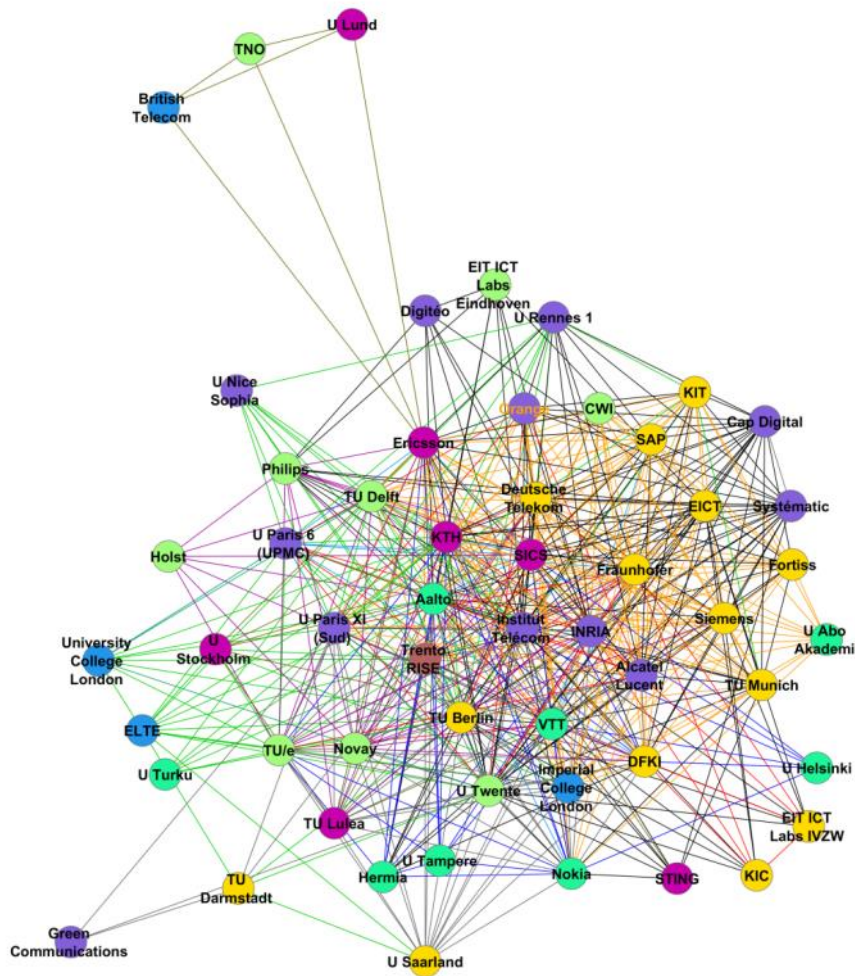 U Lund
TNO
British
Telecom
EIT ICT
Labs
Eindhoven
Digitéo
U Rennes 1
U Nice
Sophia
KIT
Orange
CWI
Cap Digital
SAP
Ericsson
Philips
TU Delft
Deutsche
Telekom
EICT
Systématic
KTH
U Paris 6
(UPMC)
SICS
Holst
Fraunhofer
Fortiss
Aalto
U Paris XI
(Sud)
Institut
Télécom
INRIA
Siemens
U Abo
Akademi
University
College
London
U
Stockholm
Trento
RISE
Alcatel
Lucent
TU Munich
TU Berlin
VTT
ELTE
TU/e
Novay
DFKI
U Helsinki
U Turku
U Twente
Imperial
College
London
TU Lulea
EIT ICT
Labs IVZW
Hermia
U Tampere
Nokia
STING
KIC
TU
Darmstadt
Green
Communications
U Saarland